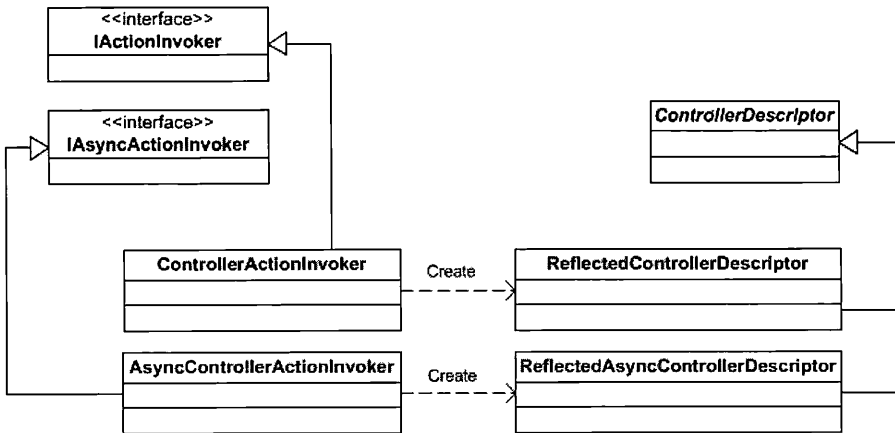 <<interface>>
IActionInvoker
<<interface>>
IAsyncActionInvoker
ControllerDescriptor
ControllerActionInvoker
Create
ReflectedControllerDescriptor
AsyncControllerActionInvoker
Create
ReflectedAsyncControllerDescriptor